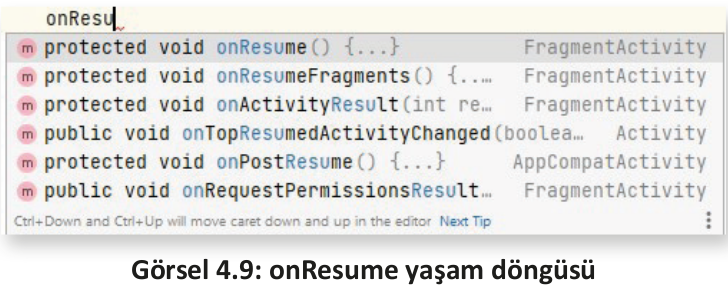 onResu
m protected void onResume() {...} FragmentActivity
m protected void onResumeFragments() {..… FragmentActivity
m protected void onActivityResult(int re… FragmentActivity
m public void onTopResumedActivityChanged(boolea… Activity
m protected void onPostResume() {...} AppCompatActivity
m public void onRequestPermissionsResult… FragmentActivity
Ctrl+Down and Ctrl+Up will move caret down and up in the editor Next Tip
Görsel 4.9: onResume yaşam döngüsü